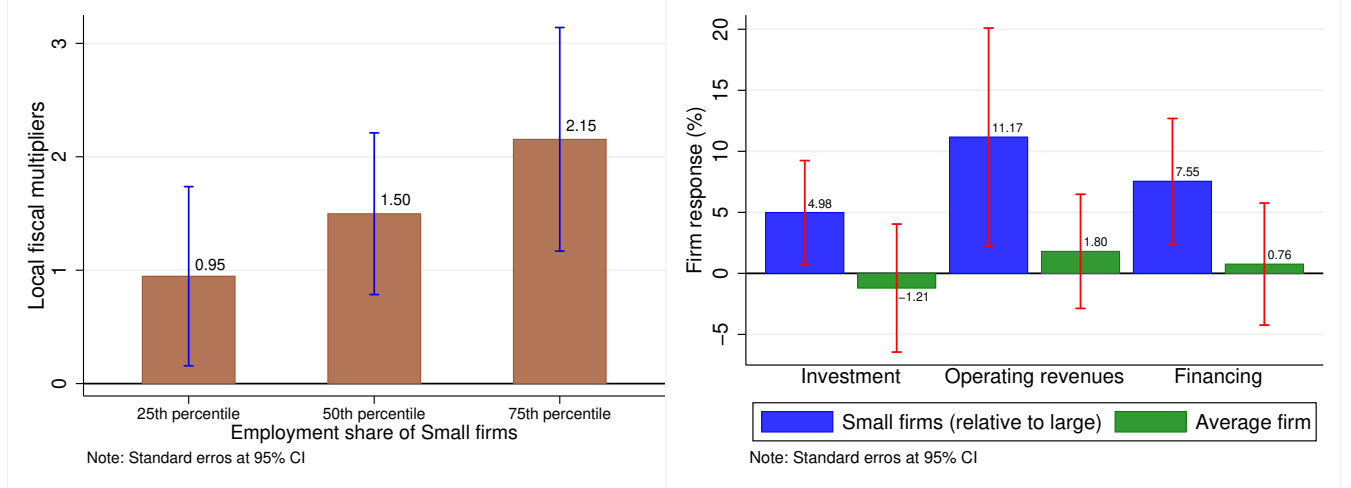 Local fiscal multipliers
3
2
1
0
0.95
1.50
2.15
25th percentile
50th percentile
75th percentile
Employment share of Small firms
Note: Standard erros at 95% CI
Firm response (%)
20
15
10
5
0
−5
4.98
−1.21
11.17
1.80
7.55
0.76
Investment
Operating revenues
Financing
Small firms (relative to large)
Average firm
Note: Standard erros at 95% CI